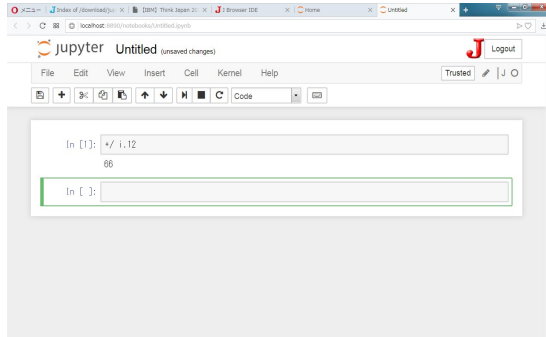 メニュー Index of /download/ju 【IBM】 Think Japan 20 J Browser IDE Home Untitled
localhost:8888/notebooks/Untitled.ipynb
jupyter Untitled (unsaved changes) J Logout
File Edit View Insert Cell Kernel Help Trusted J
Code
In [1]: +/ i.12
66
In [ ]: